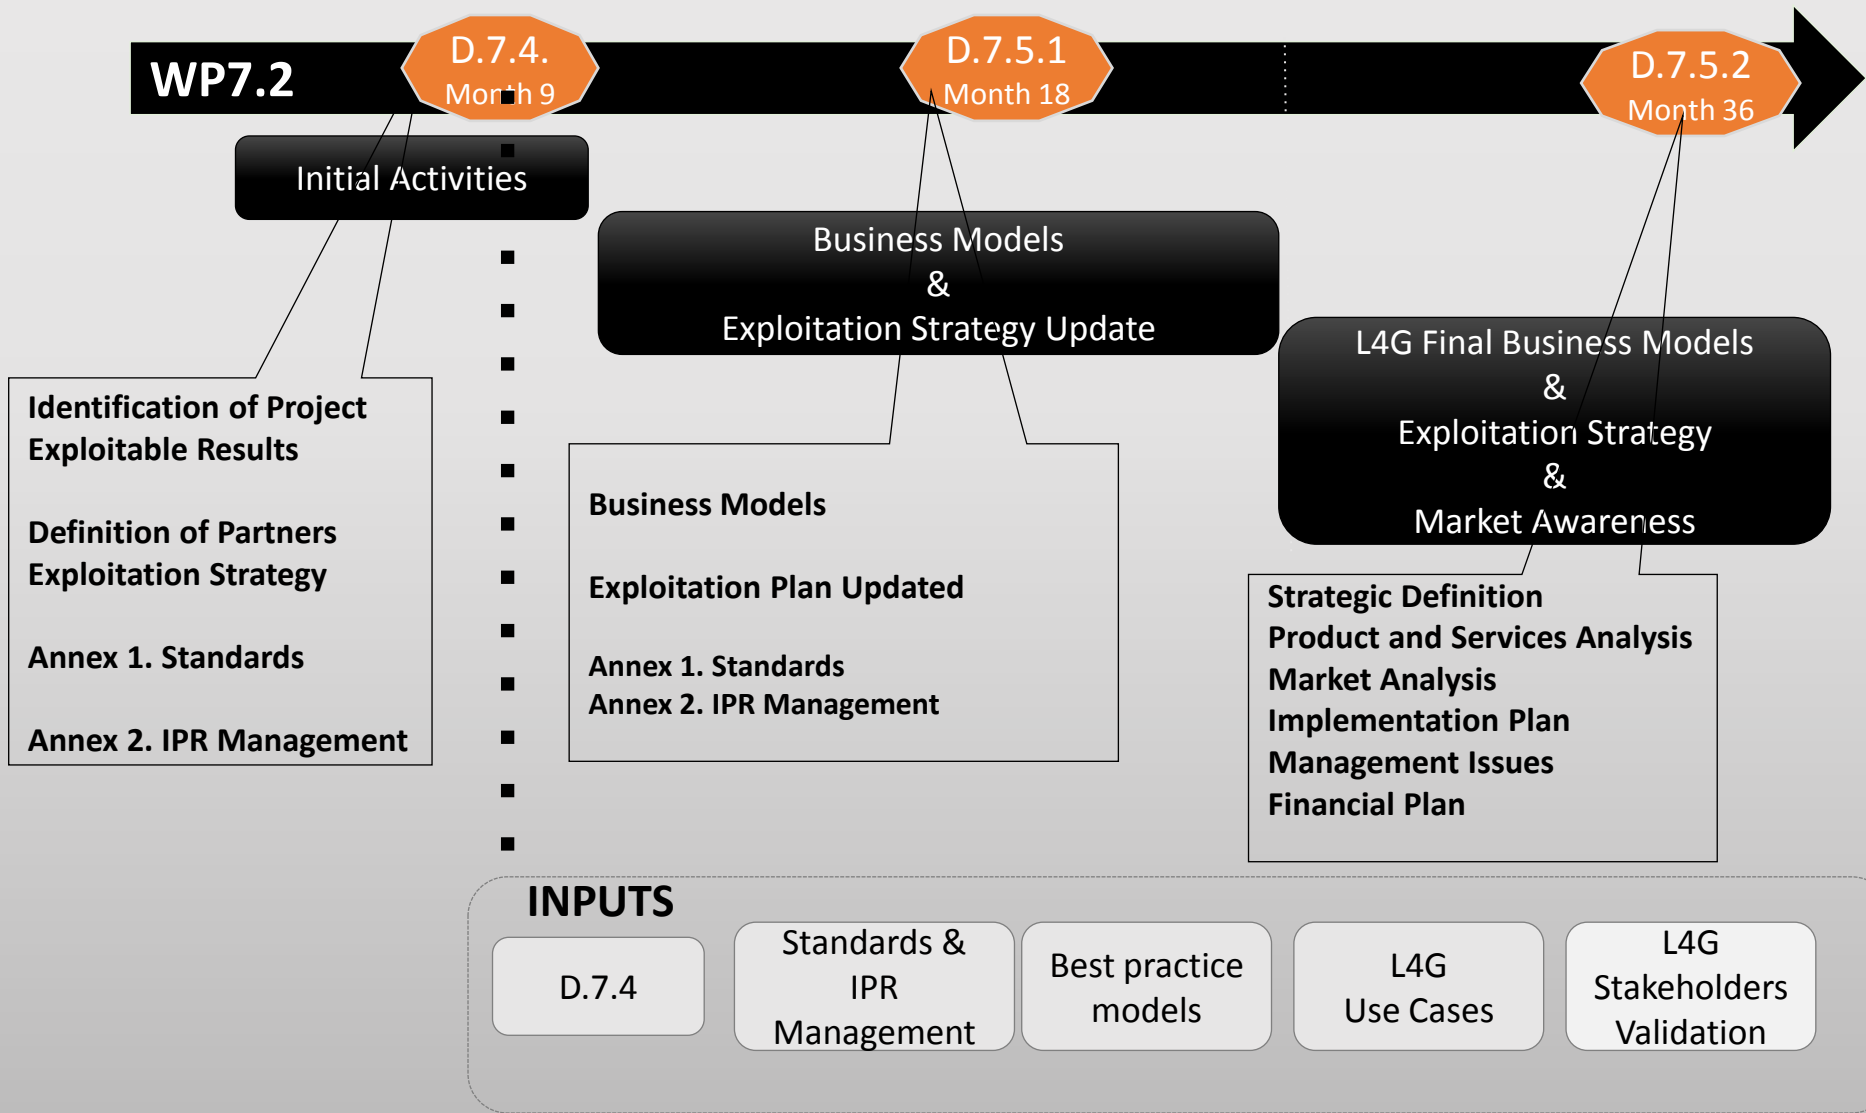 WP7.2
D.7.4.
Month 9
D.7.5.1
Month 18
D.7.5.2
Month 36
Initial Activities
Business Models
&
Exploitation Strategy Update
L4G Final Business Models
&
Exploitation Strategy
&
Market Awareness
Identification of Project
Exploitable Results
Definition of Partners
Exploitation Strategy
Annex 1. Standards
Annex 2. IPR Management
Business Models
Exploitation Plan Updated
Annex 1. Standards
Annex 2. IPR Management
Strategic Definition
Product and Services Analysis
Market Analysis
Implementation Plan
Management Issues
Financial Plan
INPUTS
D.7.4
Standards &
IPR
Management
Best practice
models
L4G
Use Cases
L4G
Stakeholders
Validation